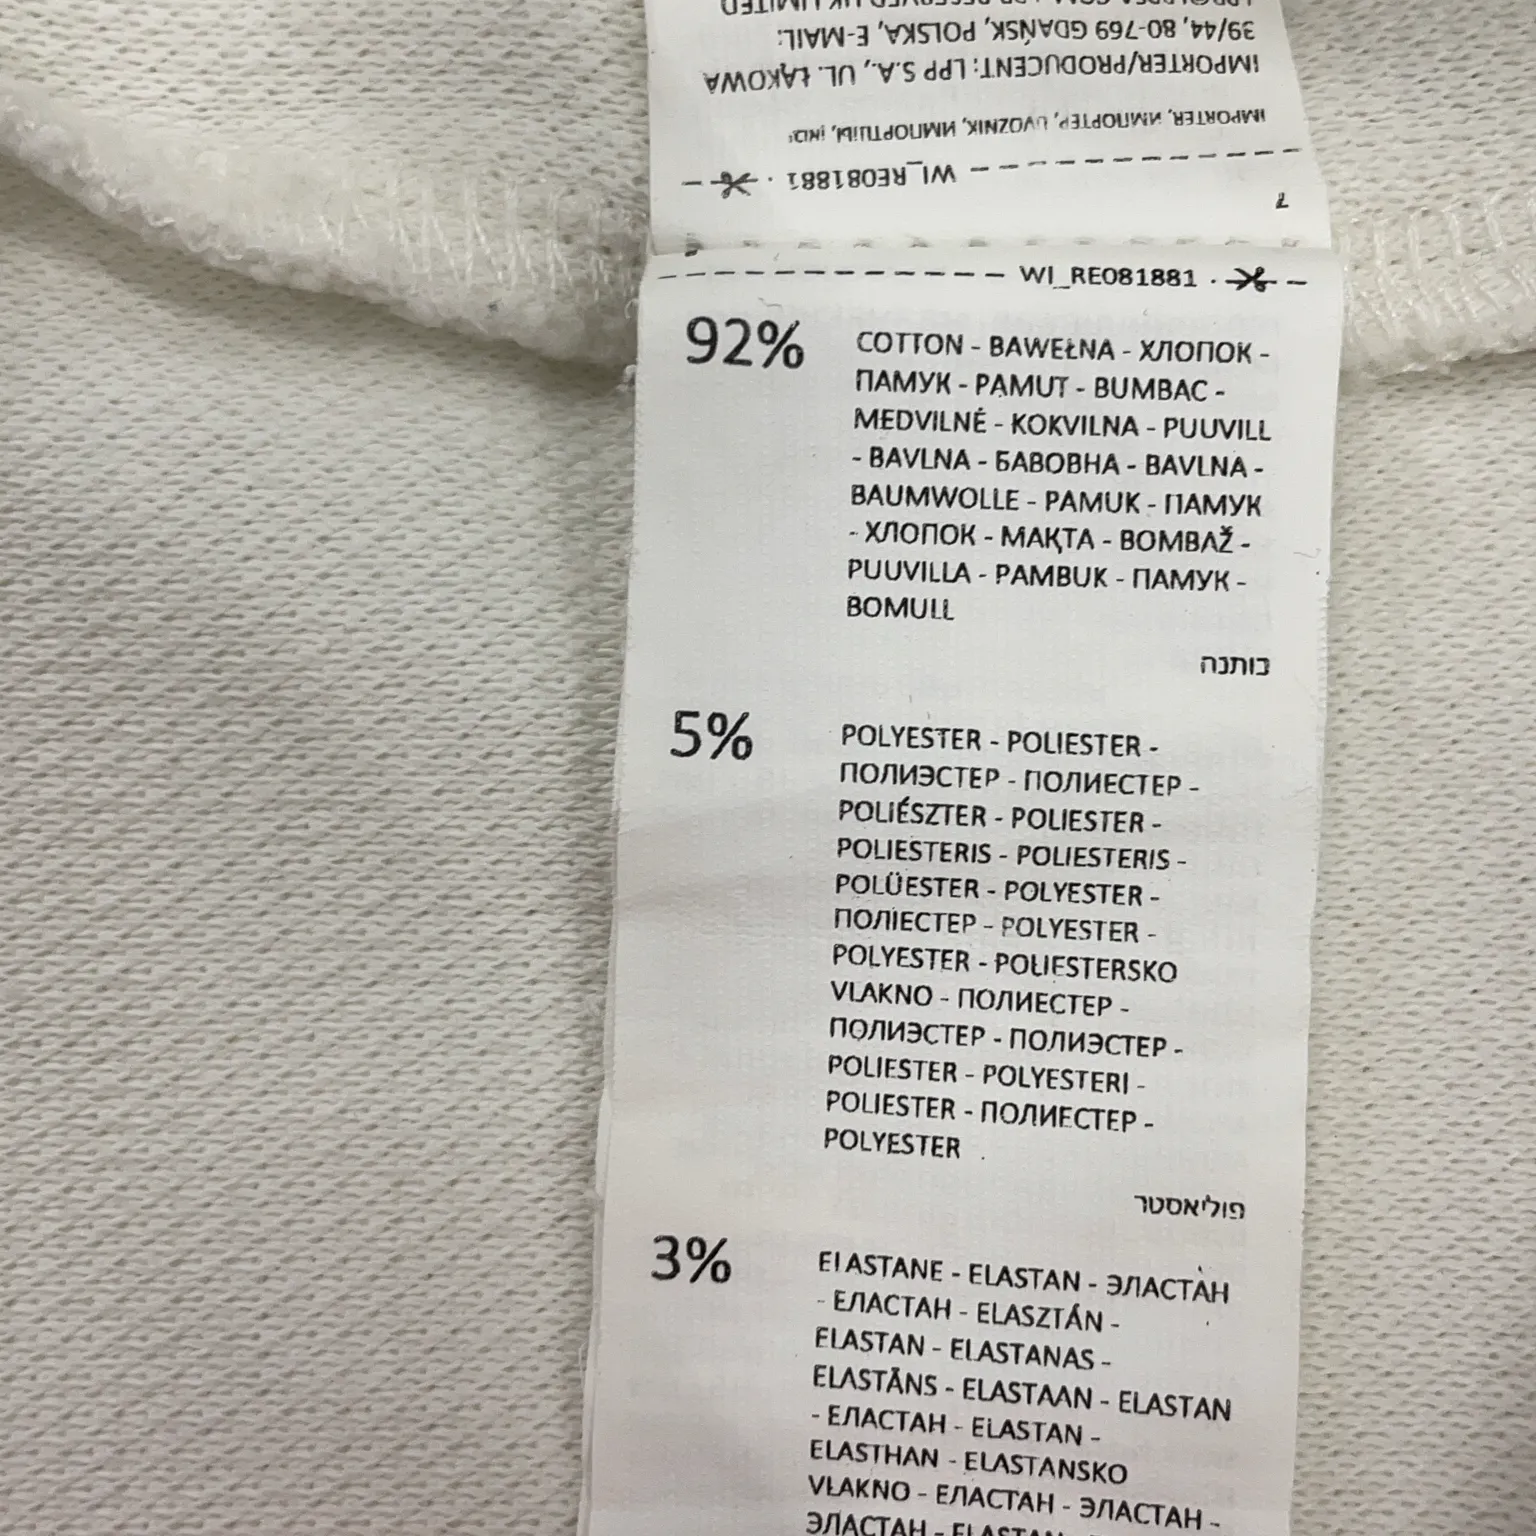 39/44, 80-769 GDAŃSK, POLSKA, E-MAIL:
IMPORTER/PRODUCENT: LPP S.A., UL. ŁĄKOWA
IMPORTER, ИМПОРТЕР, UVOZNIK,
WI_RE081881
7
WI_RE081881
92% COTTON - BAWEŁNA - ХЛОПОК -
ПАМУК - PAMUT - BUMBAC -
MEDVILNĖ - KOKVILNA - PUUVILL
- BAVLNA - БАВОВНА - BAVLNA -
BAUMWOLLE - PAMUK - ПАМУК
- ХЛОПОК - МАҚТА - BOMBAŽ -
PUUVILLA - PAMBUK - ПАМУК -
BOMULL
כותנה
5% POLYESTER - POLIESTER -
ПОЛИЭСТЕР - ПОЛИЕСТЕР -
POLIÉSZTER - POLIESTER -
POLIESTERIS - POLIESTERIS -
POLÜESTER - POLYESTER -
ПОЛІЕСТЕР - POLYESTER -
POLYESTER - POLIESTERSKO
VLAKNO - ПОЛИЕСТЕР -
ПОЛИЭСТЕР - ПОЛИЭСТЕР -
POLIESTER - POLYESTERI -
POLIESTER - ПОЛИЕСТЕР -
POLYESTER
פוליאסטר
3% ELASTANE - ELASTAN - ЭЛАСТАН
- ЕЛАСТАН - ELASZTÁN -
ELASTAN - ELASTANAS -
ELASTĀNS - ELASTAAN - ELASTAN
- ЕЛАСТАН - ELASTAN -
ELASTHAN - ELASTANSKO
VLAKNO - ЕЛАСТАН - ЭЛАСТАН -
ЭЛАСТАН - ELASTAN